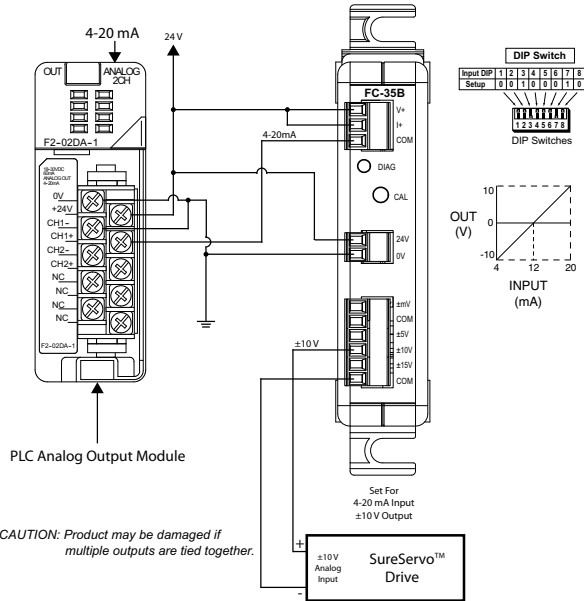 4-20 mA
24V
OUT
ANALOG
2CH
F2-02DA-1
18-30VDC
60mA
ANALOG OUT
4-20mA
0V
+24V
CH1-
CH1+
CH2-
CH2+
NC
NC
NC
NC
F2-02DA-1
PLC Analog Output Module
FC-35B
V+
I+
COM
4-20mA
DIAG
CAL
24V
0V
±mV
COM
±5V
±10V
±15V
COM
±10 V
Set For
4-20 mA Input
±10 V Output
DIP Switch
Input DIP 1 2 3 4 5 6 7 8
Setup 0 0 1 0 0 0 1 0
1 2 3 4 5 6 7 8
DIP Switches
OUT
(V)
10
0
-10
4 12 20
INPUT
(mA)
CAUTION: Product may be damaged if
multiple outputs are tied together.
+
±10 V
Analog
Input
-
SureServo™
Drive